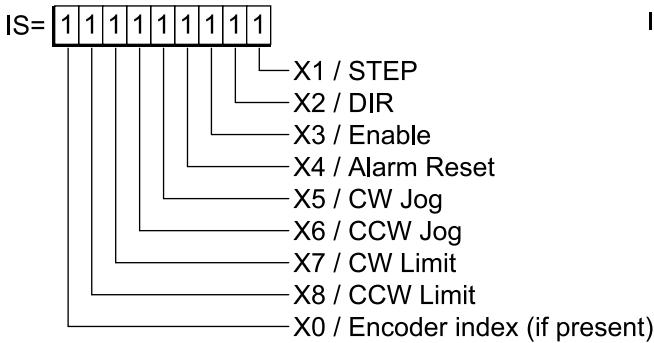 IS= 1 1 1 1 1 1 1 1 1 I
X1 / STEP
X2 / DIR
X3 / Enable
X4 / Alarm Reset
X5 / CW Jog
X6 / CCW Jog
X7 / CW Limit
X8 / CCW Limit
X0 / Encoder index (if present)